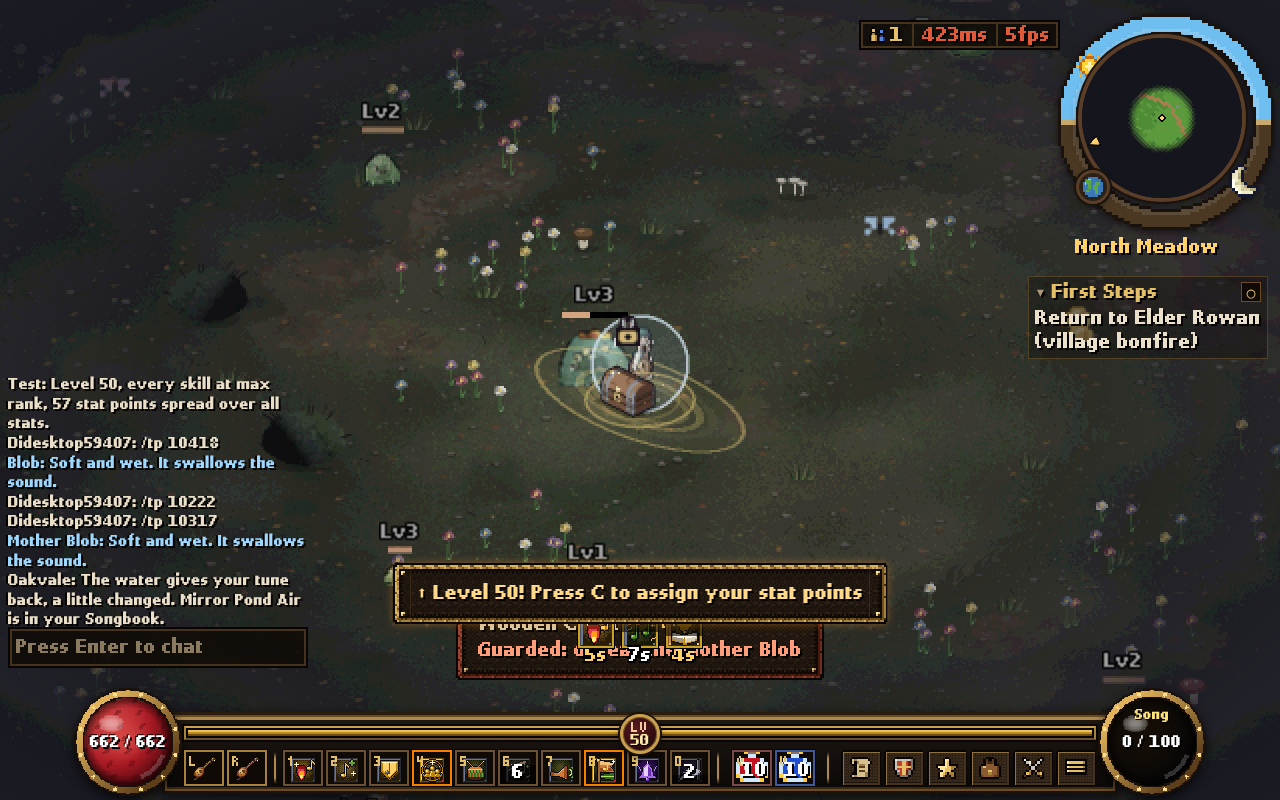 1 423ms 5fps
Lv2
North Meadow
First Steps
Return to Elder Rowan
(village bonfire)
Lv3
Test: Level 50, every skill at max
rank, 57 stat points spread over all
stats.
Didesktop59407: /tp 10418
Blob: Soft and wet. It swallows the
sound.
Didesktop59407: /tp 10222
Didesktop59407: /tp 10317
Mother Blob: Soft and wet. It swallows
the sound.
Oakvale: The water gives your tune
back, a little changed. Mirror Pond Air
is in your Songbook.
Press Enter to chat
Lv3
Lv1
↑ Level 50! Press C to assign your stat points
Wooden
Guarded:
other Blob
5s 7s 4s
Lv2
662 / 662
LV
50
Song
0 / 100
L R 1 2 3 4 5 6 6 7 8 9 0 2 10 10